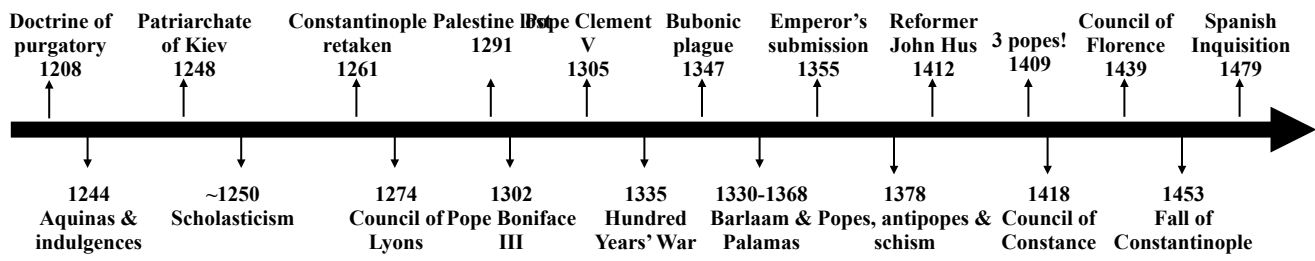 Doctrine of
purgatory
1208
Patriarchate
of Kiev
1248
Constantinople
retaken
1261
Palestine lost
1291
Pope Clement
V
1305
Bubonic
plague
1347
Emperor’s
submission
1355
Reformer
John Hus
1412
3 popes!
1409
Council of
Florence
1439
Spanish
Inquisition
1479
1244
Aquinas &
indulgences
~1250
Scholasticism
1274
Council of
Lyons
1302
Pope Boniface
III
1335
Hundred
Years’ War
1330-1368
Barlaam &
Palamas
1378
Popes, antipopes &
schism
1418
Council of
Constance
1453
Fall of
Constantinople